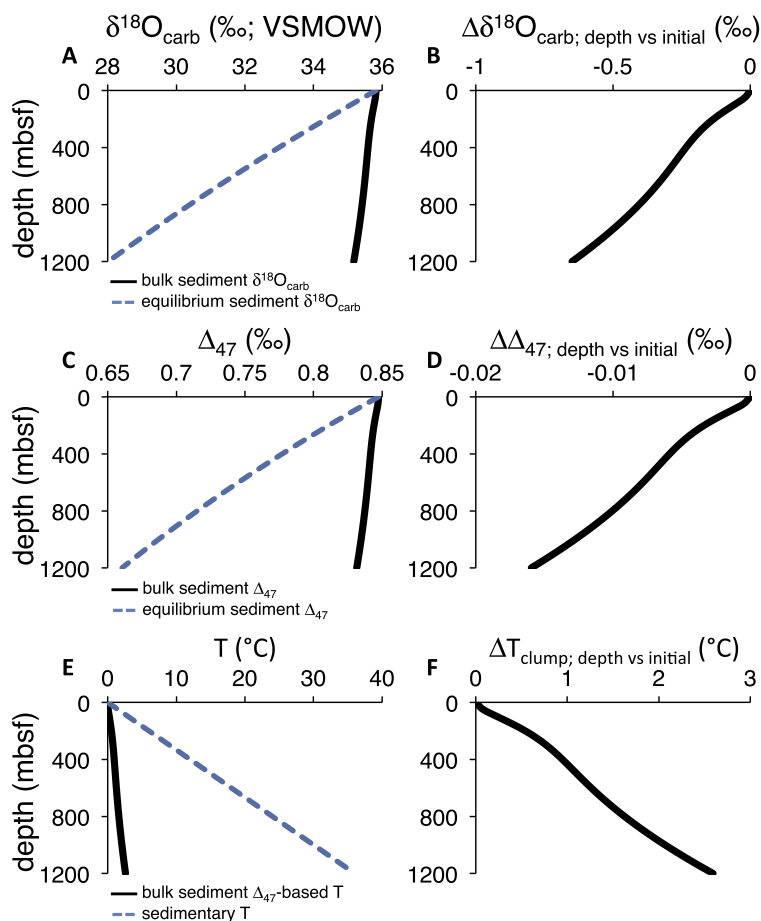 δ¹⁸Ocarb (‰; VSMOW)
A
28 30 32 34 36
0
400
800
1200
depth (mbsf)
bulk sediment δ¹⁸Ocarb
equilibrium sediment δ¹⁸Ocarb
Δδ¹⁸Ocarb; depth vs initial (‰)
B
-1 -0.5 0
0
400
800
1200
Δ47 (‰)
C
0.65 0.7 0.75 0.8 0.85
0
400
800
1200
depth (mbsf)
bulk sediment Δ47
equilibrium sediment Δ47
ΔΔ47; depth vs initial (‰)
D
-0.02 -0.01 0
0
400
800
1200
T (°C)
E
0 10 20 30 40
0
400
800
1200
depth (mbsf)
bulk sediment Δ47-based T
sedimentary T
ΔTclump; depth vs initial (°C)
F
0 1 2 3
0
400
800
1200